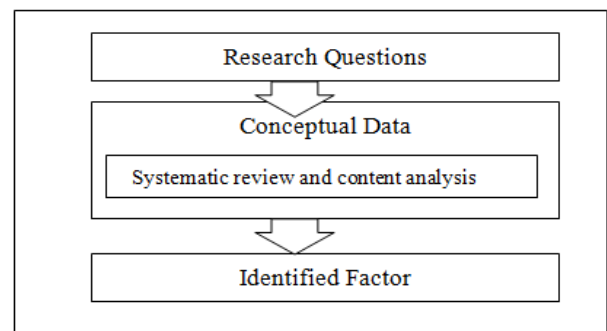 Research Questions
Conceptual Data
Systematic review and content analysis
Identified Factor